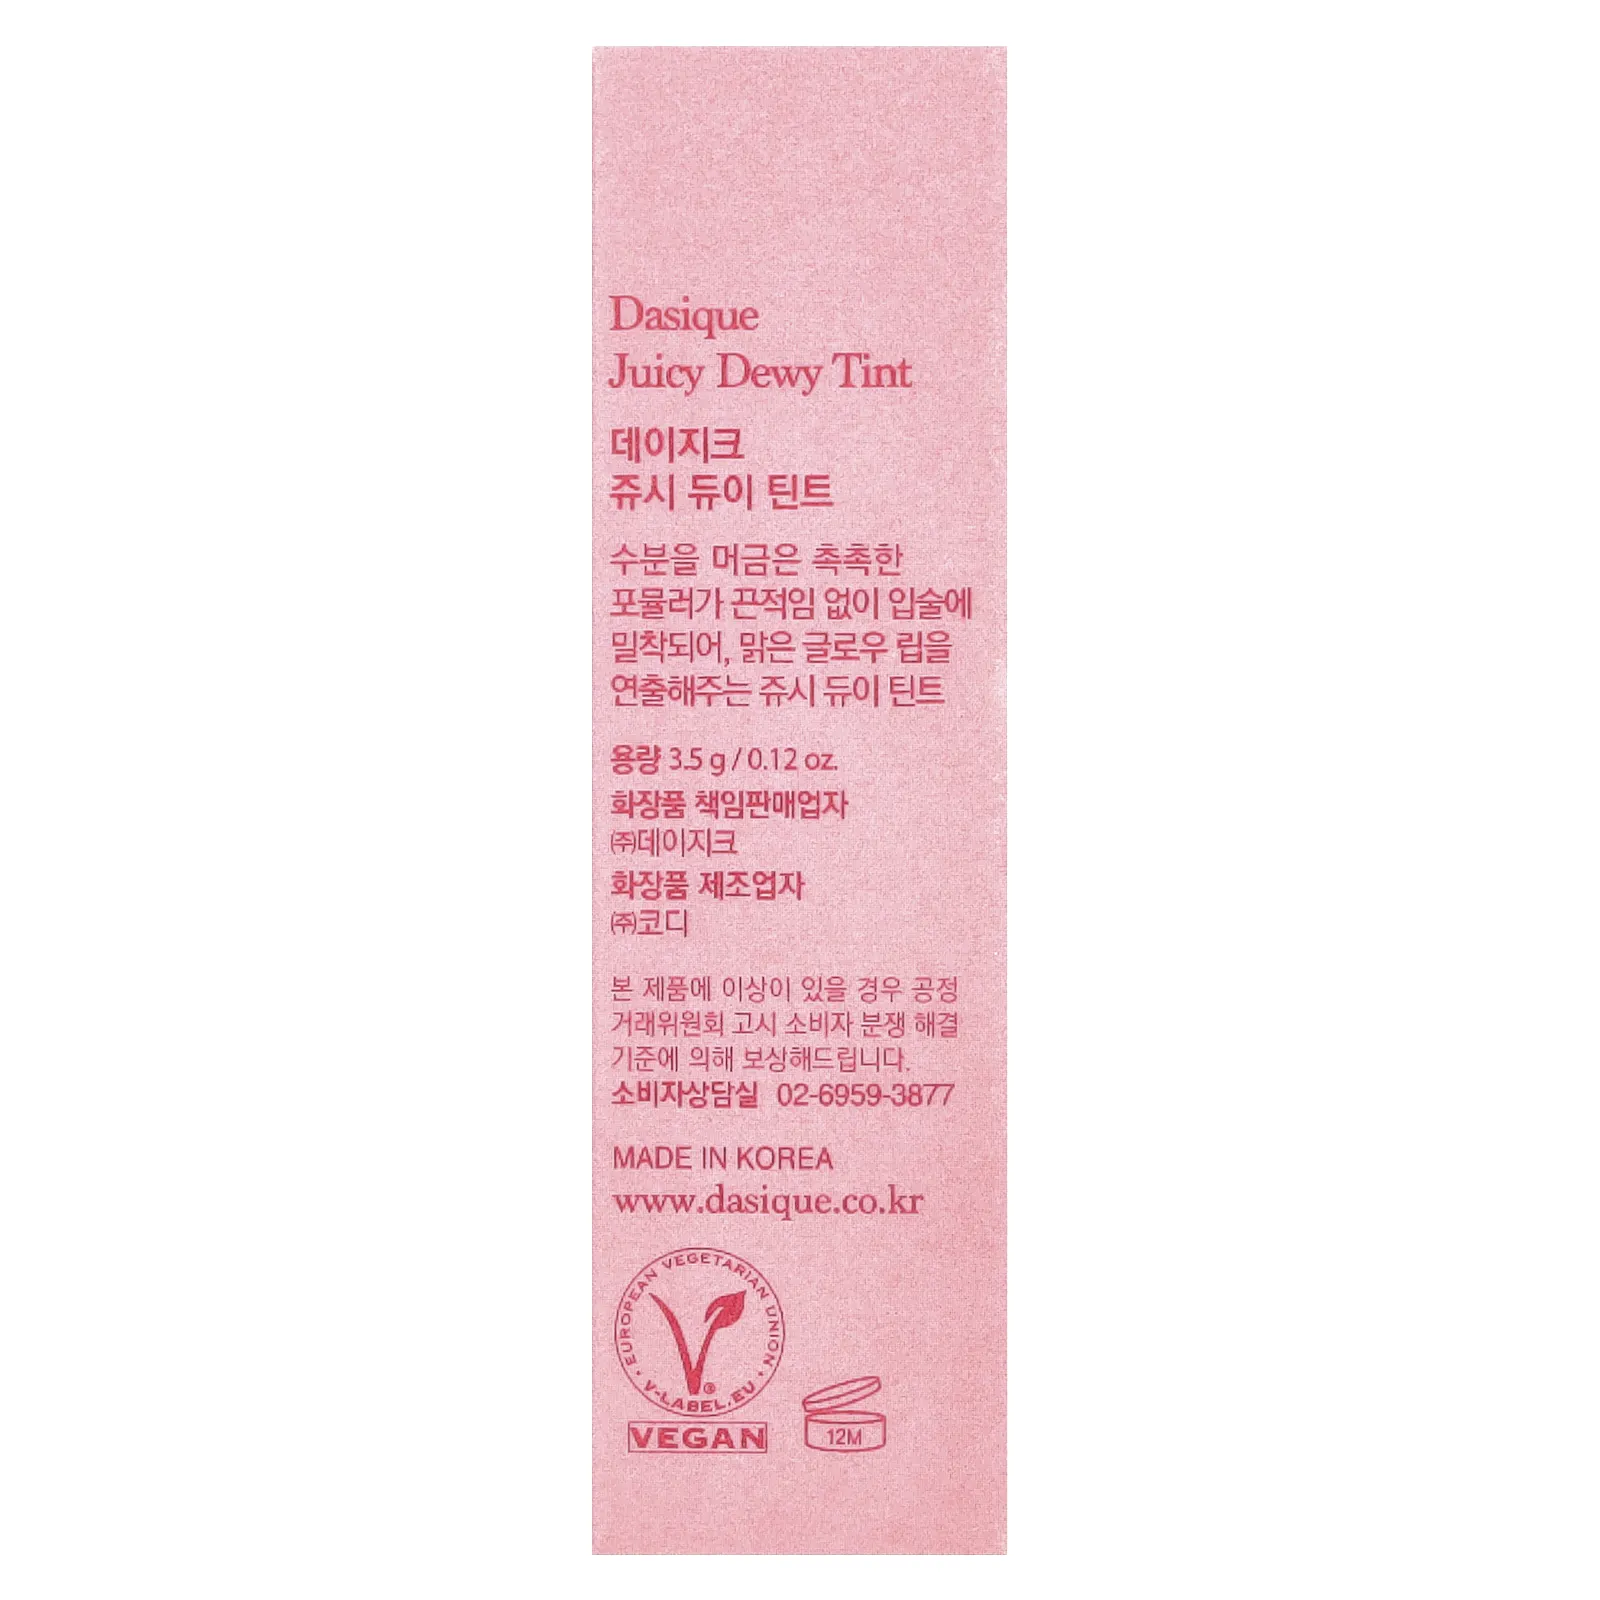 Dasique
Juicy Dewy Tint
데이지크
쥬시 듀이 틴트
수분을 머금은 촉촉한
포뮬러가 끈적임 없이 입술에
밀착되어, 맑은 글로우 립을
연출해주는 쥬시 듀이 틴트
용량 3.5 g / 0.12 oz.
화장품 책임판매업자
㈜데이지크
화장품 제조업자
㈜코디
본 제품에 이상이 있을 경우 공정
거래위원회 고시 소비자 분쟁 해결
기준에 의해 보상해드립니다.
소비자상담실 02-6959-3877
MADE IN KOREA
www.dasique.co.kr
• EUROPEAN VEGETARIAN UNION •
V-LABEL.EU
®
VEGAN
12M